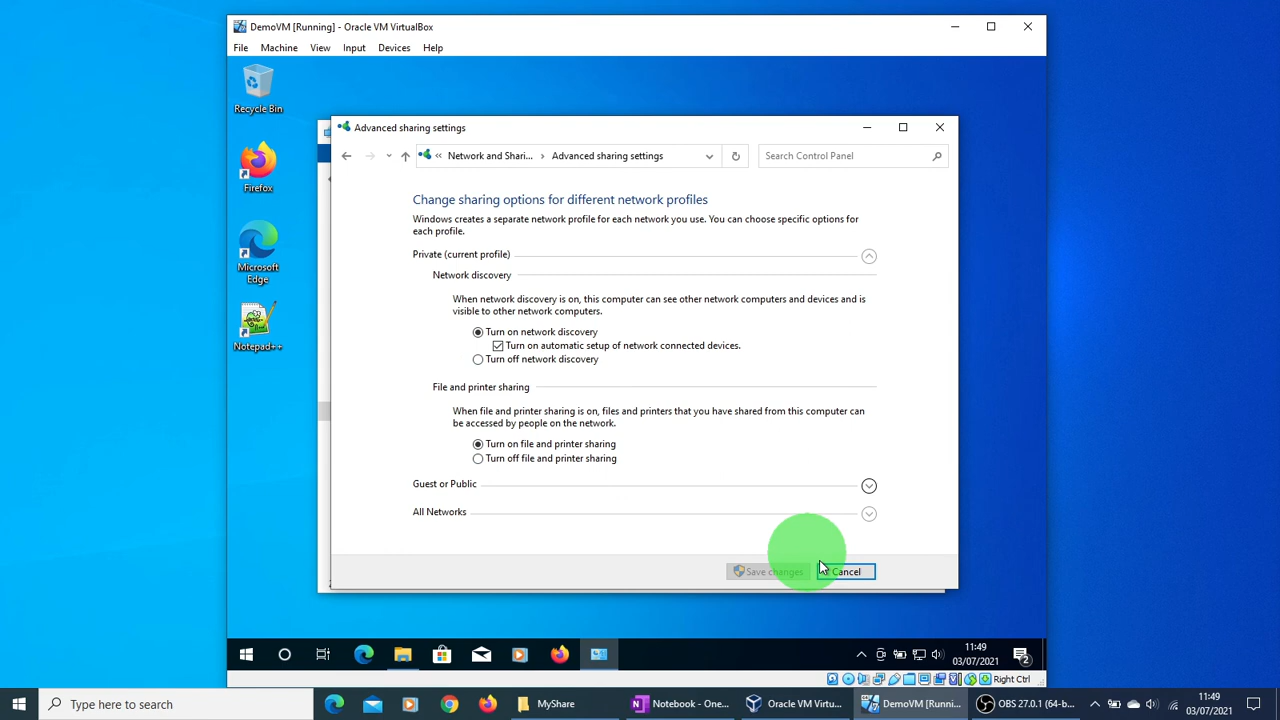 DemoVM [Running] - Oracle VM VirtualBox
File Machine View Input Devices Help
Recycle Bin
Firefox
Microsoft
Edge
Notepad++
Advanced sharing settings
« Network and Shari... › Advanced sharing settings
Search Control Panel
Change sharing options for different network profiles
Windows creates a separate network profile for each network you use. You can choose specific options for
each profile.
Private (current profile)
Network discovery
When network discovery is on, this computer can see other network computers and devices and is
visible to other network computers.
Turn on network discovery
Turn on automatic setup of network connected devices.
Turn off network discovery
File and printer sharing
When file and printer sharing is on, files and printers that you have shared from this computer can
be accessed by people on the network.
Turn on file and printer sharing
Turn off file and printer sharing
Guest or Public
All Networks
Save changes Cancel
11:49
03/07/2021
2
Right Ctrl
Type here to search
MyShare
Notebook - One...
Oracle VM Virtu...
DemoVM [Runni...
OBS 27.0.1 (64-b...
11:49
03/07/2021